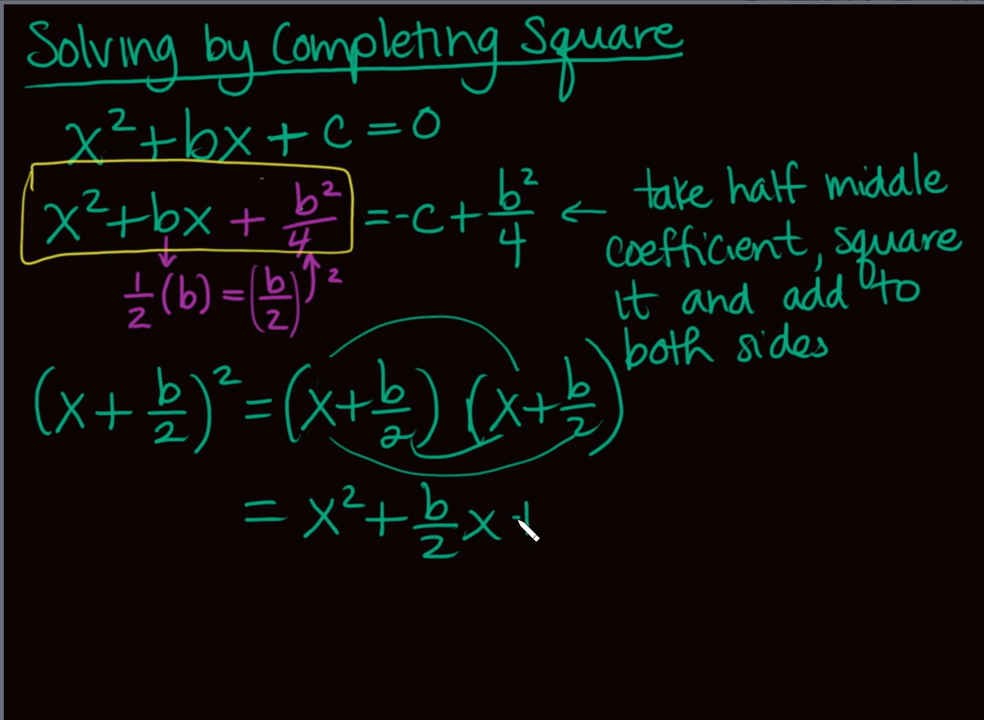 Solving by Completing Square
x² + bx + c = 0
x² + bx + b²/4 = -c + b²/4 ← take half middle
coefficient, square
it and add to
both sides
1/2 (b) = (b/2)²
(x + b/2)² = (x + b/2) (x + b/2)
= x² + b/2 x +